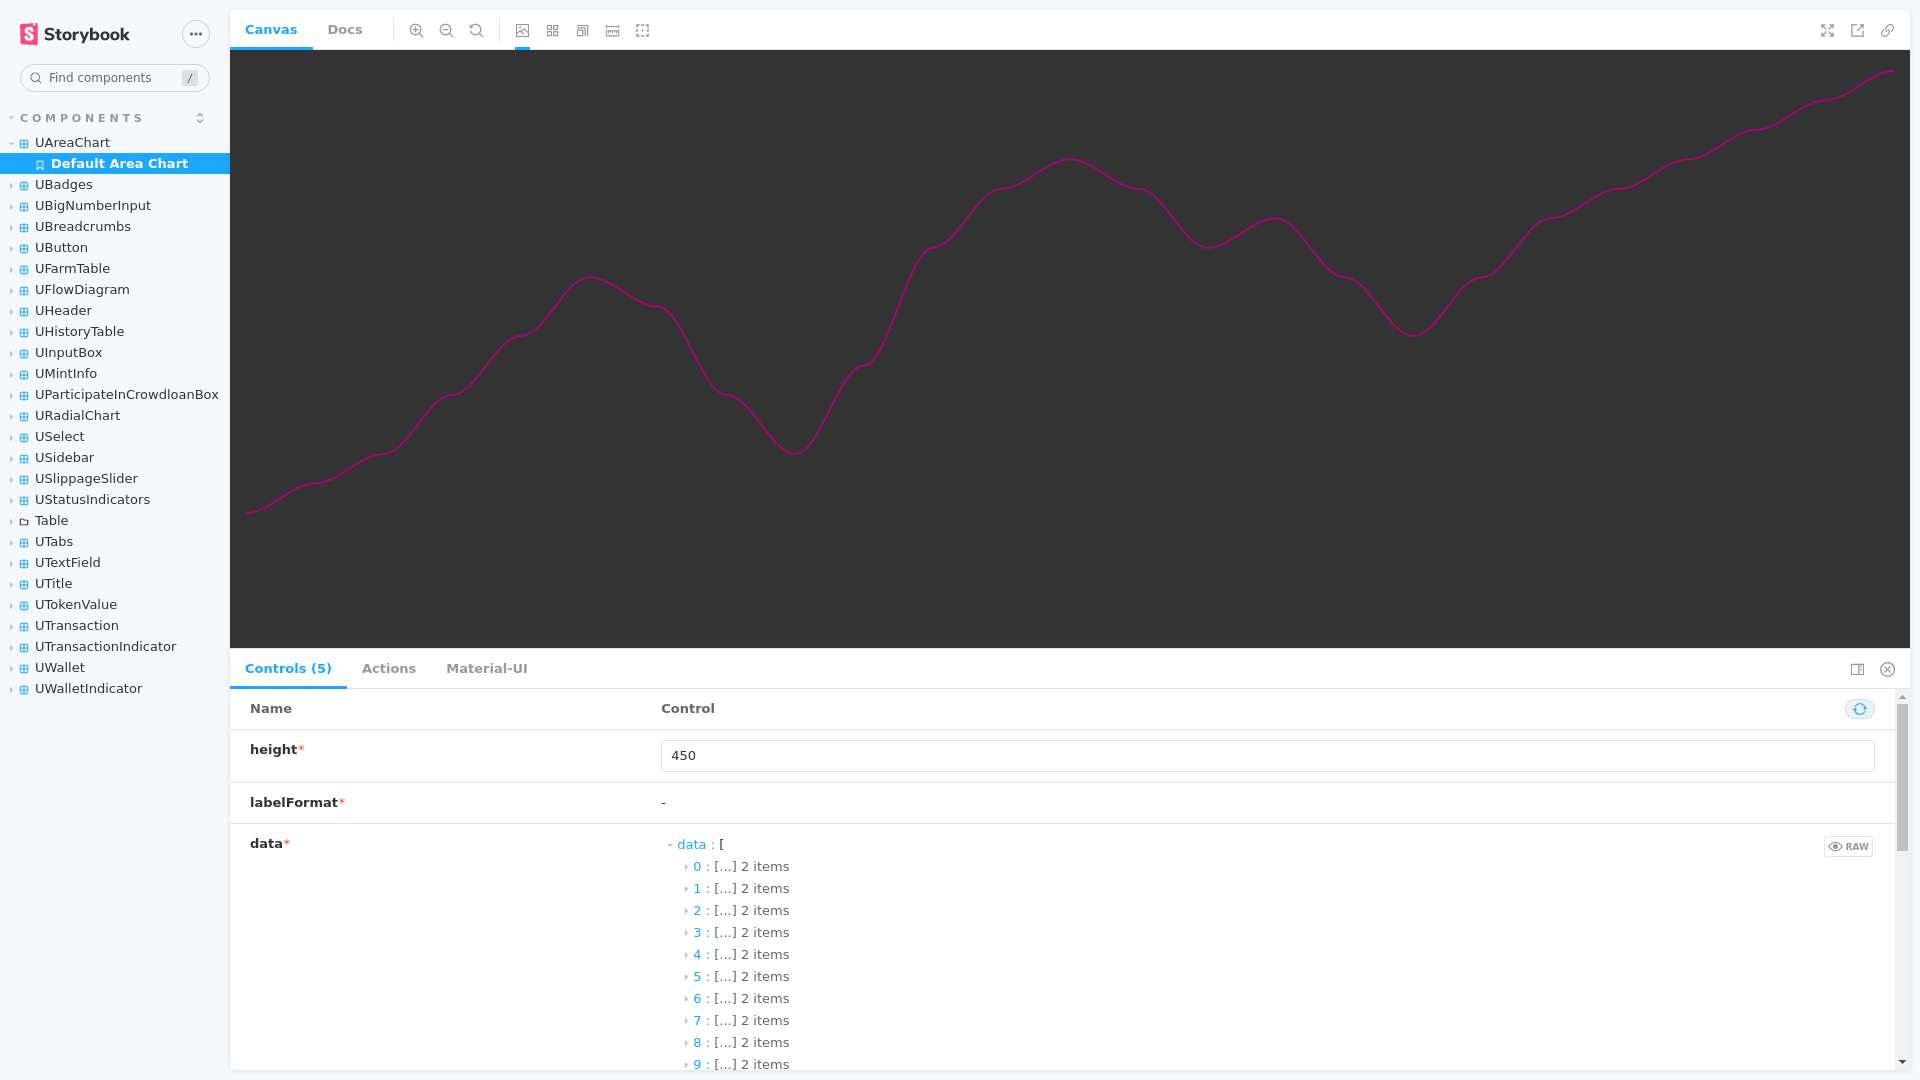 Storybook
Find components
/
COMPONENTS
UAreaChart
Default Area Chart
UBadges
UBigNumberInput
UBreadcrumbs
UButton
UFarmTable
UFlowDiagram
UHeader
UHistoryTable
UInputBox
UMintInfo
UParticipateInCrowdloanBox
URadialChart
USelect
USidebar
USlippageSlider
UStatusIndicators
Table
UTabs
UTextField
UTitle
UTokenValue
UTransaction
UTransactionIndicator
UWallet
UWalletIndicator
Canvas Docs
Controls (5) Actions Material-UI
Name Control
height* 450
labelFormat* -
data* data : [ RAW
0 : [...] 2 items
1 : [...] 2 items
2 : [...] 2 items
3 : [...] 2 items
4 : [...] 2 items
5 : [...] 2 items
6 : [...] 2 items
7 : [...] 2 items
8 : [...] 2 items
9 : [...] 2 items